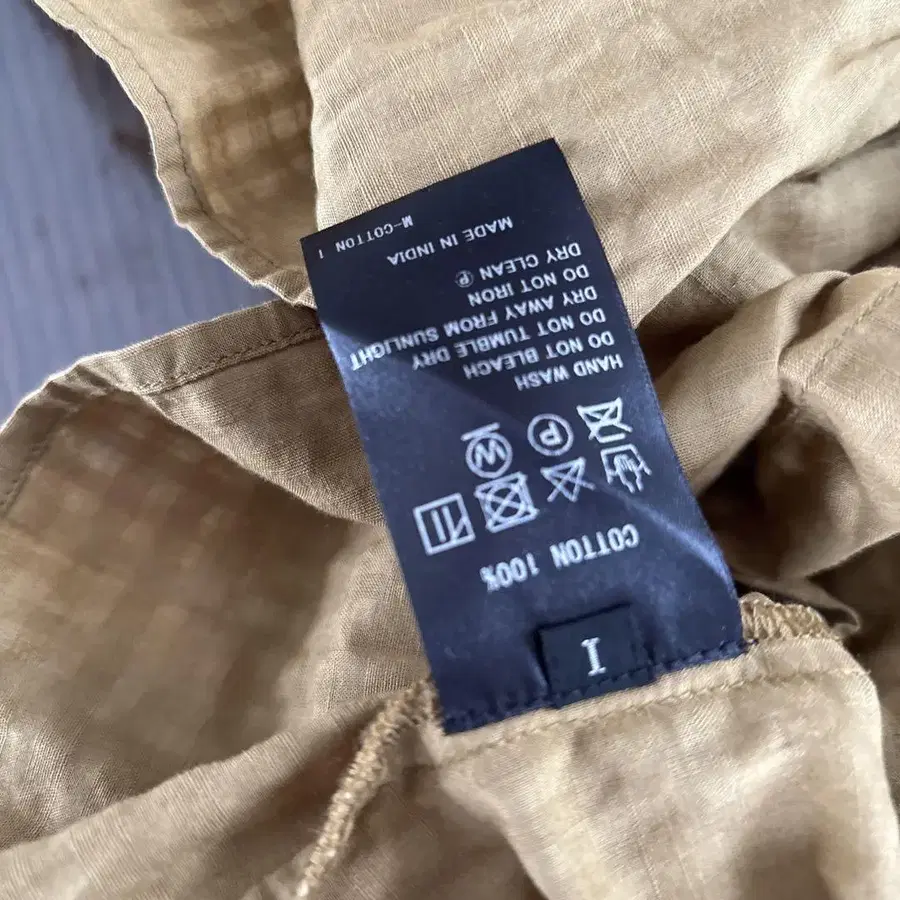 I
COTTON 100%
P W
HAND WASH
DO NOT BLEACH
DO NOT TUMBLE DRY
DRY AWAY FROM SUNLIGHT
DO NOT IRON
DRY CLEAN Ⓟ
MADE IN INDIA
M-COTTON 1